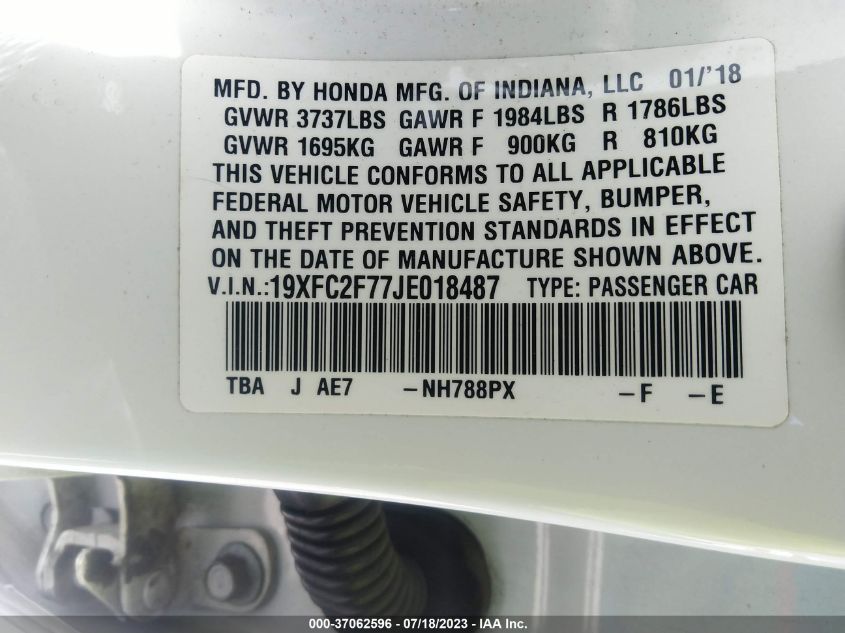 MFD. BY HONDA MFG. OF INDIANA, LLC 01/'18
GVWR 3737LBS GAWR F 1984LBS R 1786LBS
GVWR 1695KG GAWR F 900KG R 810KG
THIS VEHICLE CONFORMS TO ALL APPLICABLE
FEDERAL MOTOR VEHICLE SAFETY, BUMPER,
AND THEFT PREVENTION STANDARDS IN EFFECT
ON THE DATE OF MANUFACTURE SHOWN ABOVE.
V.I.N.:19XFC2F77JE018487 TYPE: PASSENGER CAR
TBA J AE7 -NH788PX -F -E
000-37062596 - 07/18/2023 - IAA Inc.